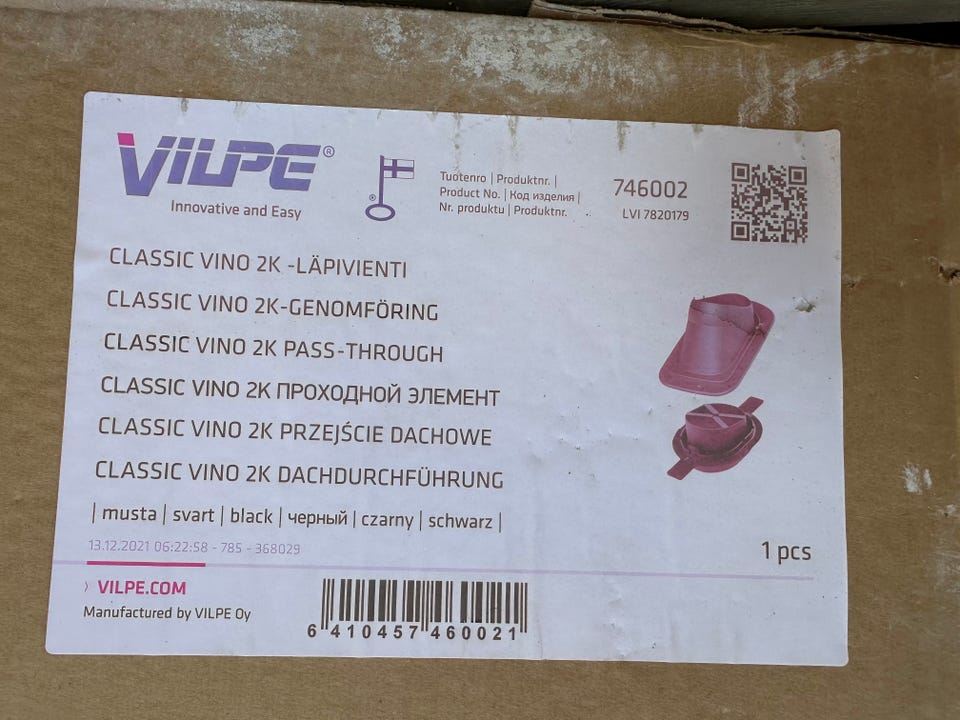 VILPE®
Innovative and Easy
®
Tuotenro | Produktnr. |
Product No. | Код изделия |
Nr. produktu | Produktnr.
746002
LVI 7820179
CLASSIC VINO 2K -LÄPIVIENTI
CLASSIC VINO 2K-GENOMFÖRING
CLASSIC VINO 2K PASS-THROUGH
CLASSIC VINO 2K ПРОХОДНОЙ ЭЛЕМЕНТ
CLASSIC VINO 2K PRZEJŚCIE DACHOWE
CLASSIC VINO 2K DACHDURCHFÜHRUNG
| musta | svart | black | черный | czarny | schwarz |
13.12.2021 06:22:58 - 785 - 368029
1 pcs
› VILPE.COM
Manufactured by VILPE Oy
6 410457 460021